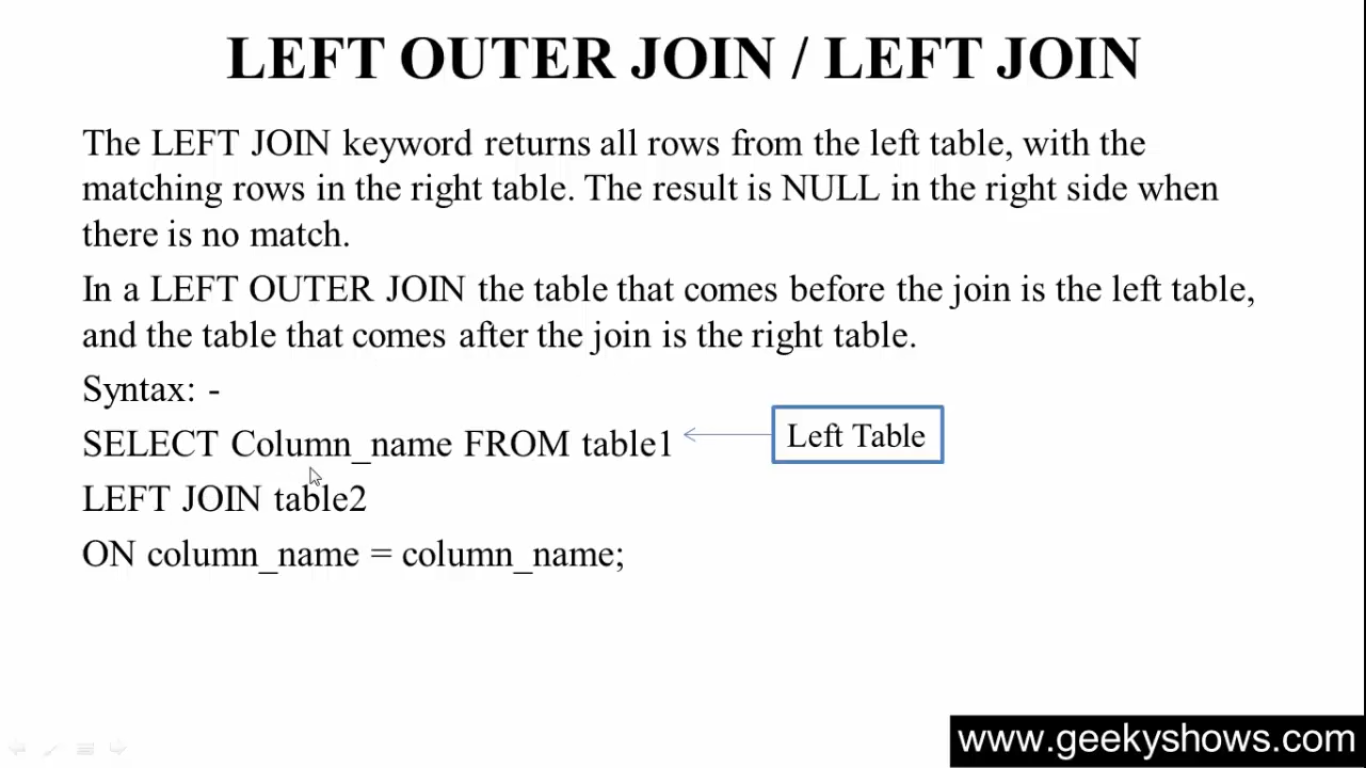 LEFT OUTER JOIN / LEFT JOIN
The LEFT JOIN keyword returns all rows from the left table, with the
matching rows in the right table. The result is NULL in the right side when
there is no match.
In a LEFT OUTER JOIN the table that comes before the join is the left table,
and the table that comes after the join is the right table.
Syntax: -
SELECT Column_name FROM table1
Left Table
LEFT JOIN table2
ON column_name = column_name;
www.geekyshows.com